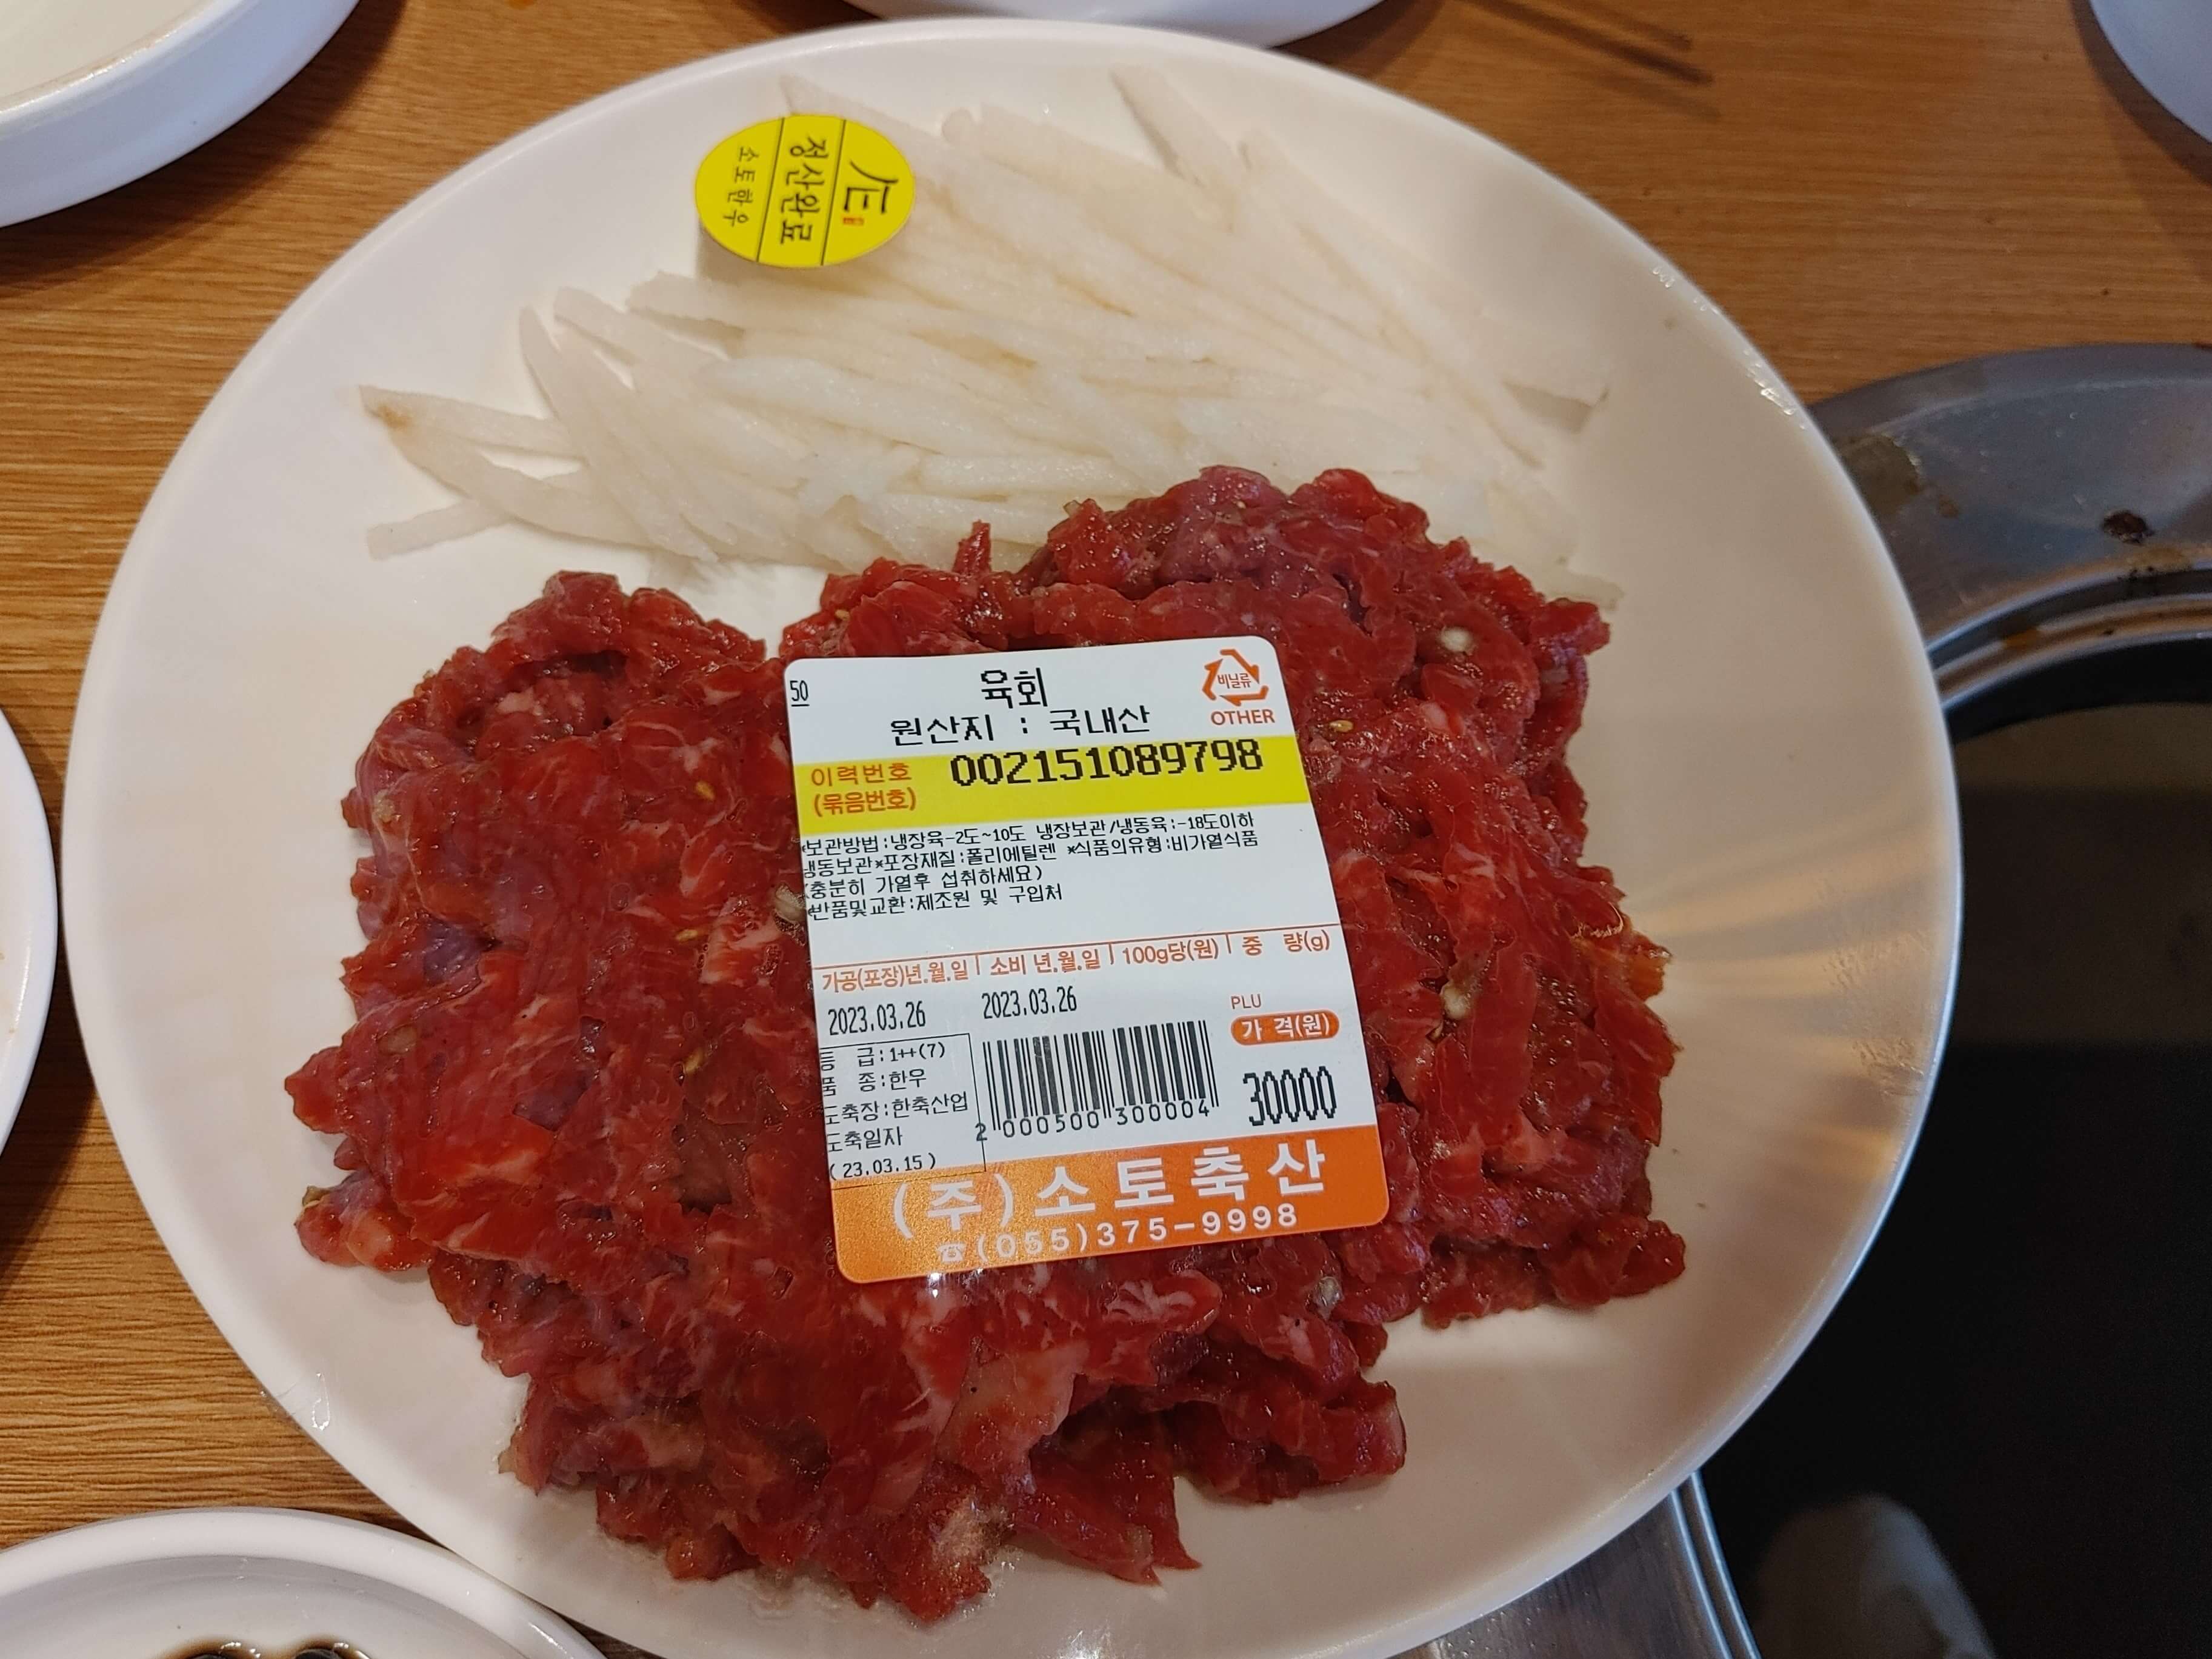 정산완료
소토한우
50
육회
비닐류
OTHER
원산지 : 국내산
이력번호
(묶음번호)
002151089798
*보관방법:냉장육-2도~10도 냉장보관/냉동육:-18도이하
냉동보관*포장재질:폴리에틸렌 *식품의유형:비가열식품
(충분히 가열후 섭취하세요)
*반품및교환:제조원 및 구입처
가공(포장)년.월.일 소비 년.월.일 100g당(원) 중 량(g)
2023.03.26 2023.03.26
PLU
가 격(원)
30000
등 급:1++(7)
품 종:한우
도축장:한축산업
도축일자
(23.03.15)
2 000500 300004
(주)소토축산
☎(055)375-9998